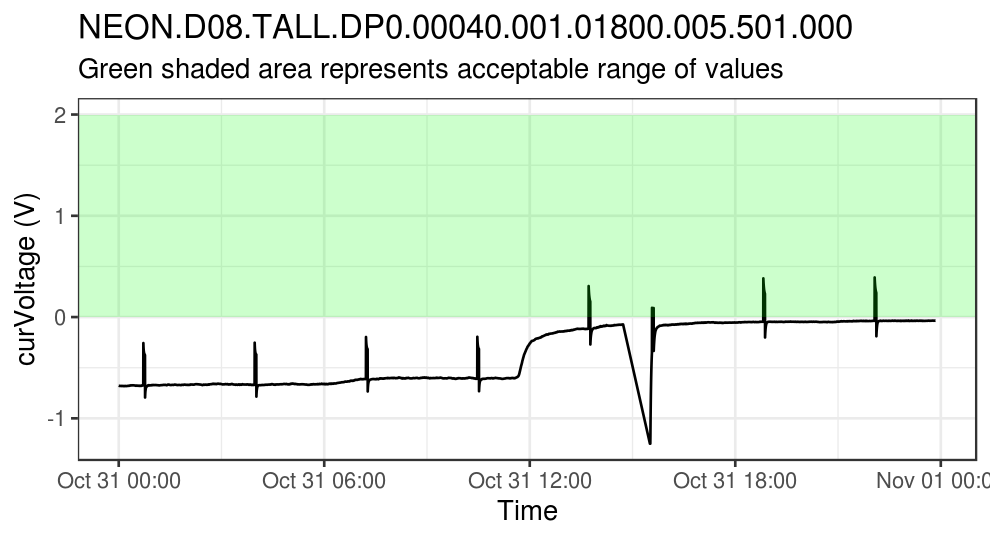 NEON.D08.TALL.DP0.00040.001.01800.005.501.000
Green shaded area represents acceptable range of values
curVoltage (V)
2
1
0
-1
Oct 31 00:00 Oct 31 06:00 Oct 31 12:00 Oct 31 18:00 Nov 01 00:0
Time